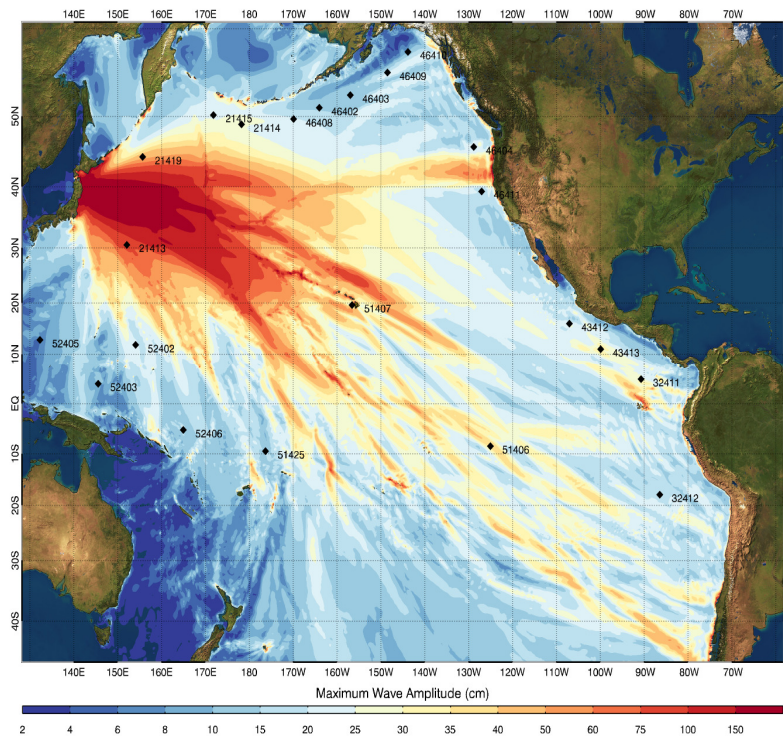 140E 150E 160E 170E 180 170W 160W 150W 140W 130W 120W 110W 100W 90W 80W 70W
50N
40N
30N
20N
10N
EQ
10S
20S
30S
40S
46410
46409
46403
46402
46408
21415
21414
21419
46404
46411
21413
51407
43412
43413
32411
52405
52402
52403
52406
51425
51406
32412
140E 150E 160E 170E 180 170W 160W 150W 140W 130W 120W 110W 100W 90W 80W 70W
Maximum Wave Amplitude (cm)
2 4 6 8 10 15 20 25 30 35 40 50 60 75 100 150